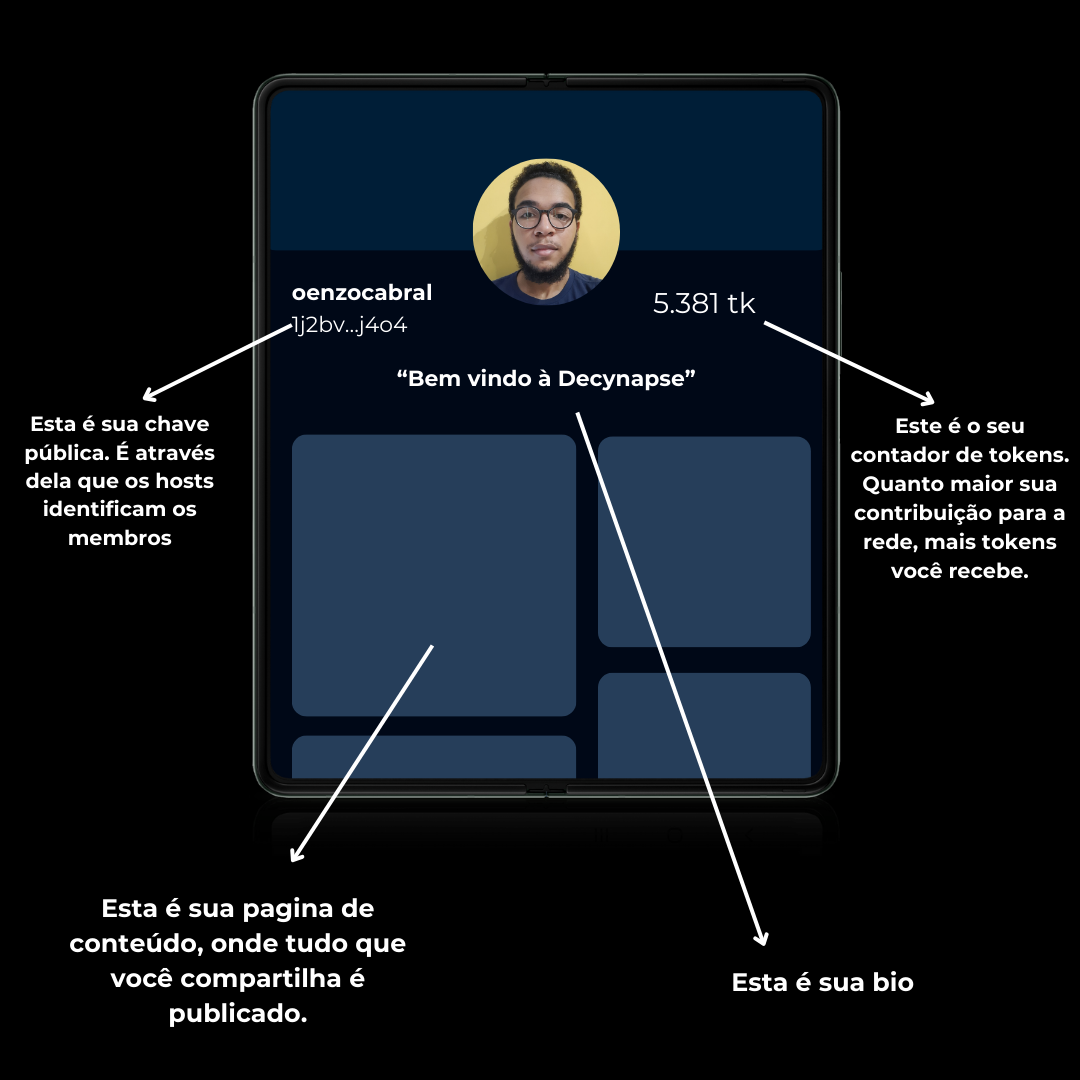 oenzocabral
1j2bv...j4o4
5.381 tk
“Bem vindo à Decynapse”
Esta é sua chave
pública. É através
dela que os hosts
identificam os
membros
Este é o seu
contador de tokens.
Quanto maior sua
contribuição para a
rede, mais tokens
você recebe.
Esta é sua pagina de
conteúdo, onde tudo que
você compartilha é
publicado.
Esta é sua bio